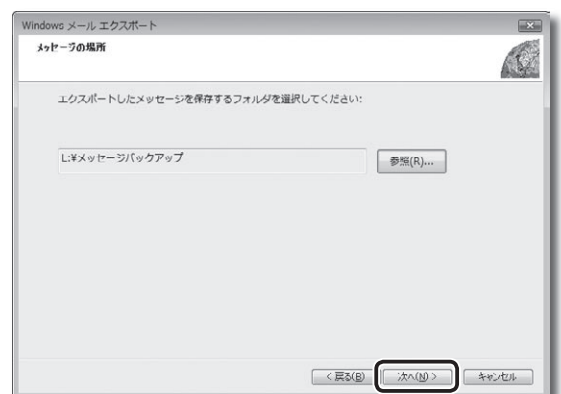 Windows メール エクスポート
メッセージの場所
エクスポートしたメッセージを保存するフォルダを選択してください:
L:¥メッセージバックアップ
参照(R)...
< 戻る(B)
次へ(N) >
キャンセル